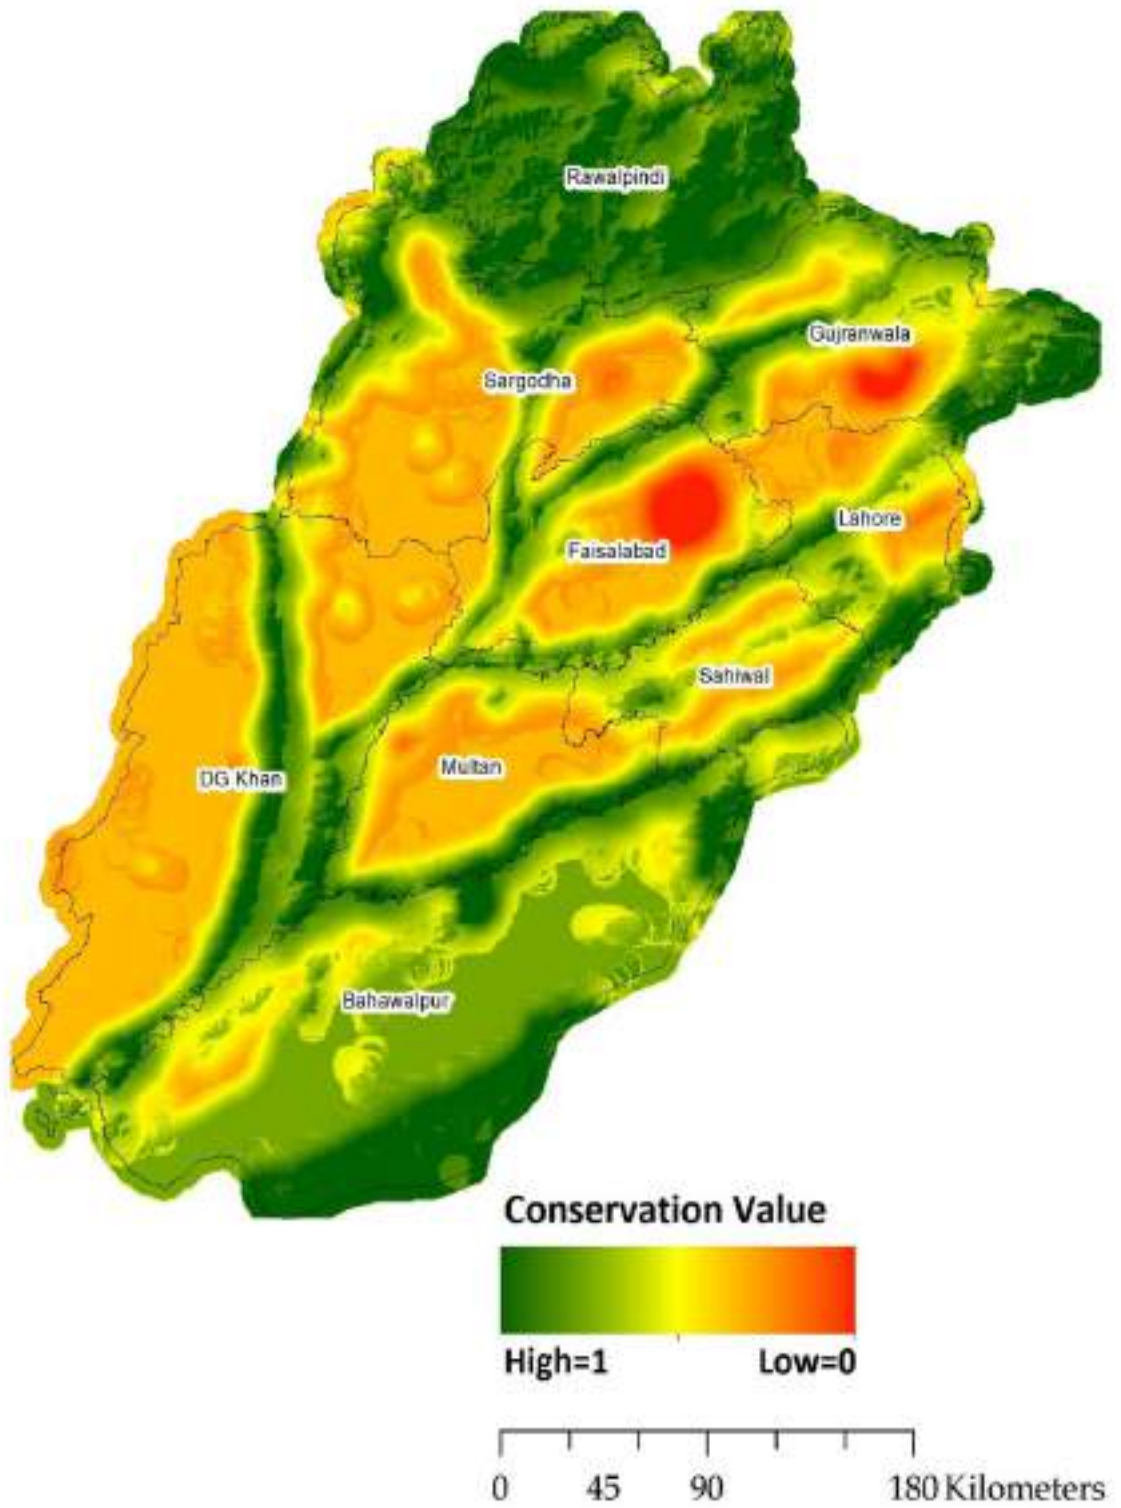 Rawalpindi
Gujranwala
Sargodha
Lahore
Faisalabad
Sahiwal
Multan
DG Khan
Bahawalpur
Conservation Value
High=1 Low=0
0 45 90 180 Kilometers